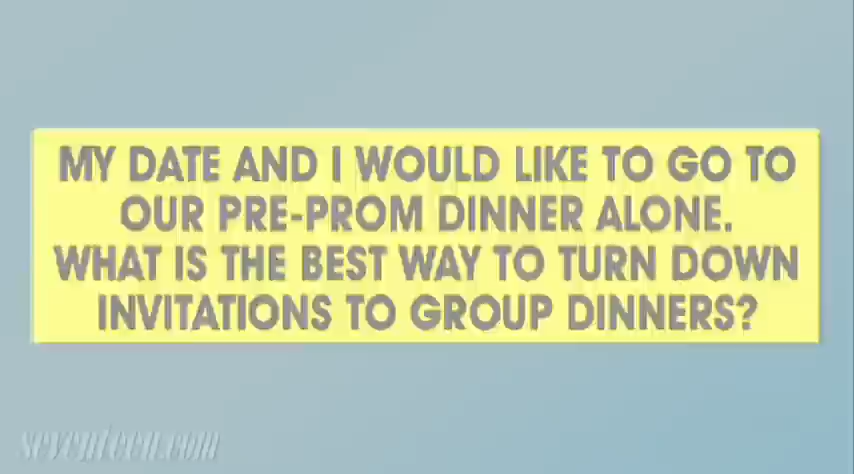 MY DATE AND I WOULD LIKE TO GO TO
OUR PRE-PROM DINNER ALONE.
WHAT IS THE BEST WAY TO TURN DOWN
INVITATIONS TO GROUP DINNERS?
seventeen.com